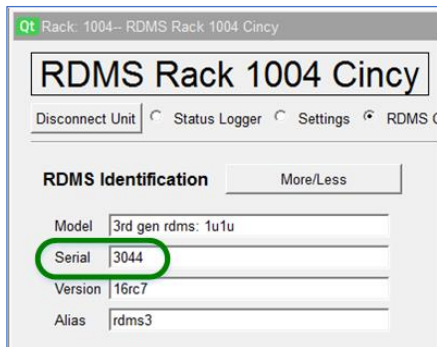 Qt Rack: 1004-- RDMS Rack 1004 Cincy
RDMS Rack 1004 Cincy
Disconnect Unit Status Logger Settings RDMS
RDMS Identification More/Less
Model 3rd gen rdms: 1u1u
Serial 3044
Version 16rc7
Alias rdms3